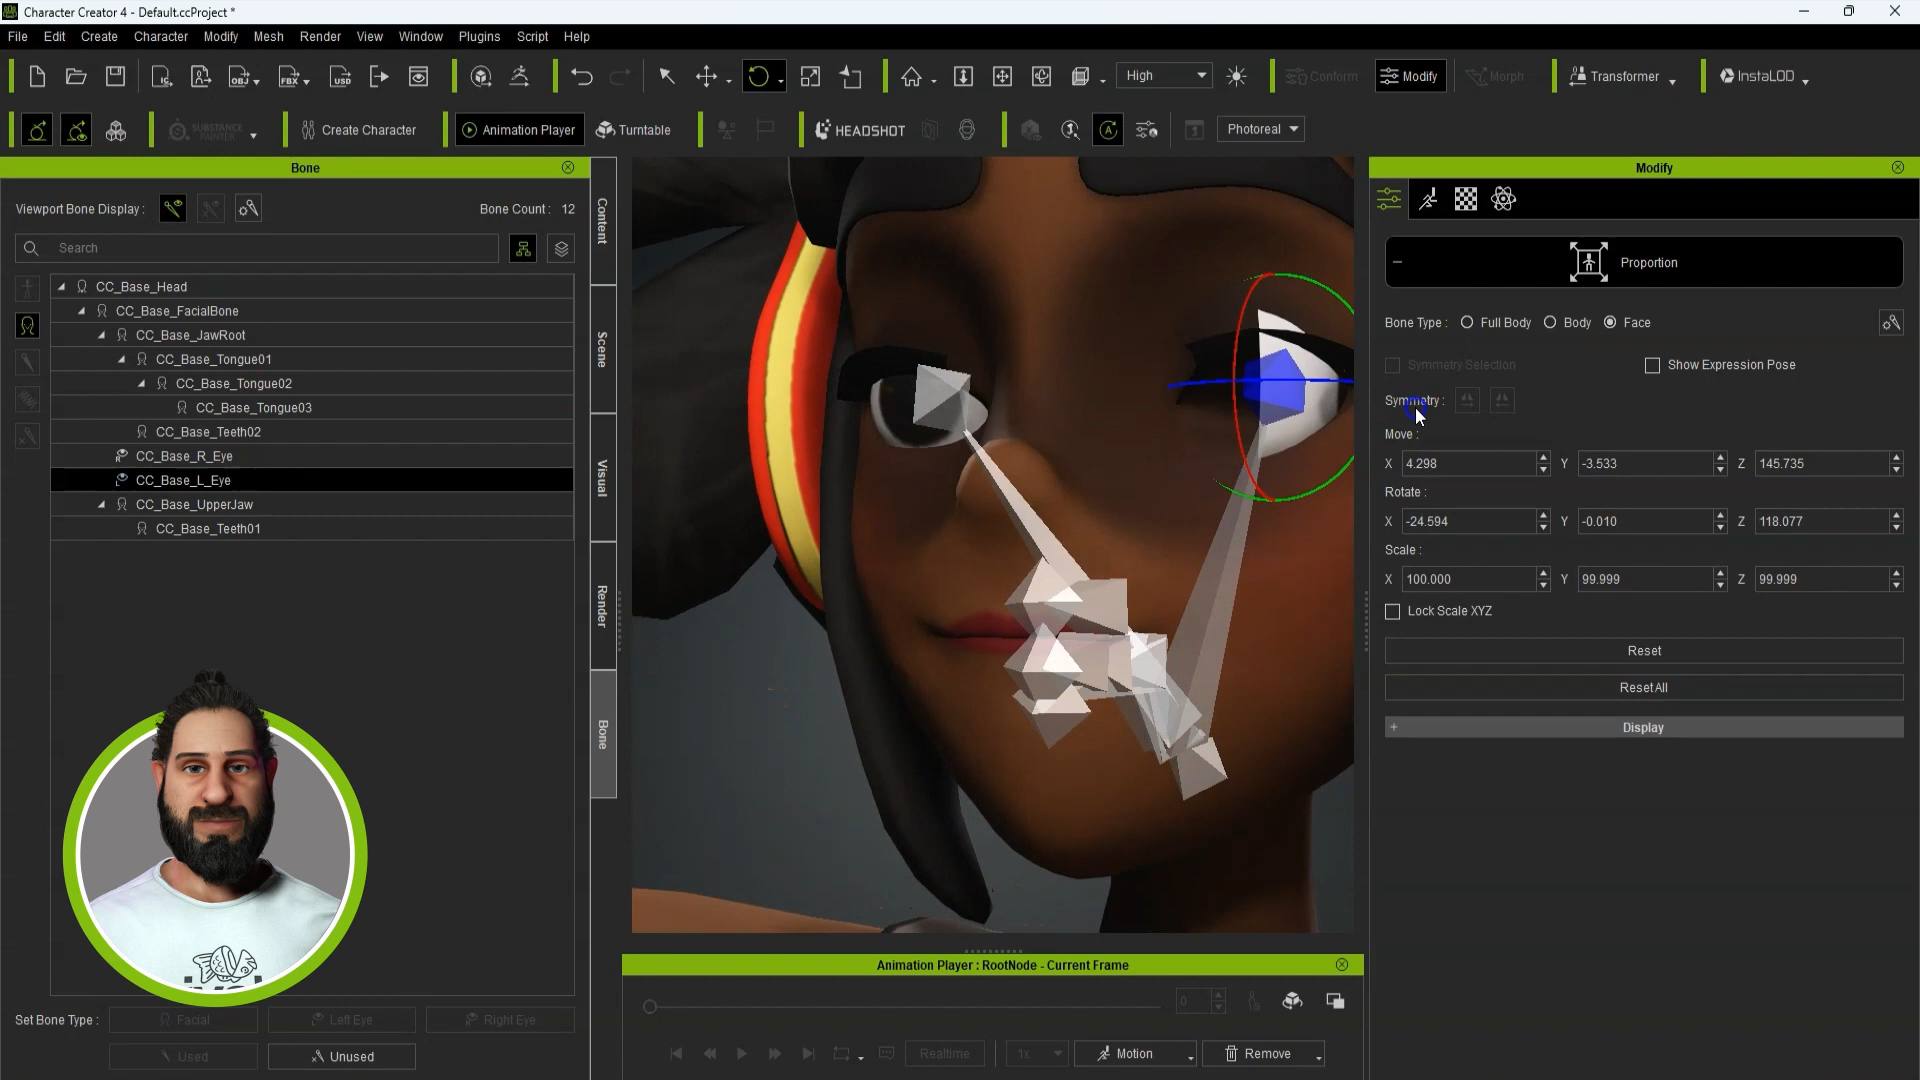 Character Creator 4 - Default.ccProject *
File Edit Create Character Modify Mesh Render View Window Plugins Script Help
High Conform Modify Morph Transformer InstaLOD
SUBSTANCE PAINTER Create Character Animation Player Turntable HEADSHOT Photoreal
Bone
Viewport Bone Display : Bone Count : 12
Search
CC_Base_Head
CC_Base_FacialBone
CC_Base_JawRoot
CC_Base_Tongue01
CC_Base_Tongue02
CC_Base_Tongue03
CC_Base_Teeth02
CC_Base_R_Eye
CC_Base_L_Eye
CC_Base_UpperJaw
CC_Base_Teeth01
Set Bone Type : Facial Left Eye Right Eye
Used Unused
Content
Scene
Visual
Render
Bone
Modify
Proportion
Bone Type : Full Body Body Face
Symmetry Selection Show Expression Pose
Symmetry :
Move :
X 4.298 Y -3.533 Z 145.735
Rotate :
X -24.594 Y -0.010 Z 118.077
Scale :
X 100.000 Y 99.999 Z 99.999
Lock Scale XYZ
Reset
Reset All
+ Display
Animation Player : RootNode - Current Frame
0
Realtime 1x Motion Remove